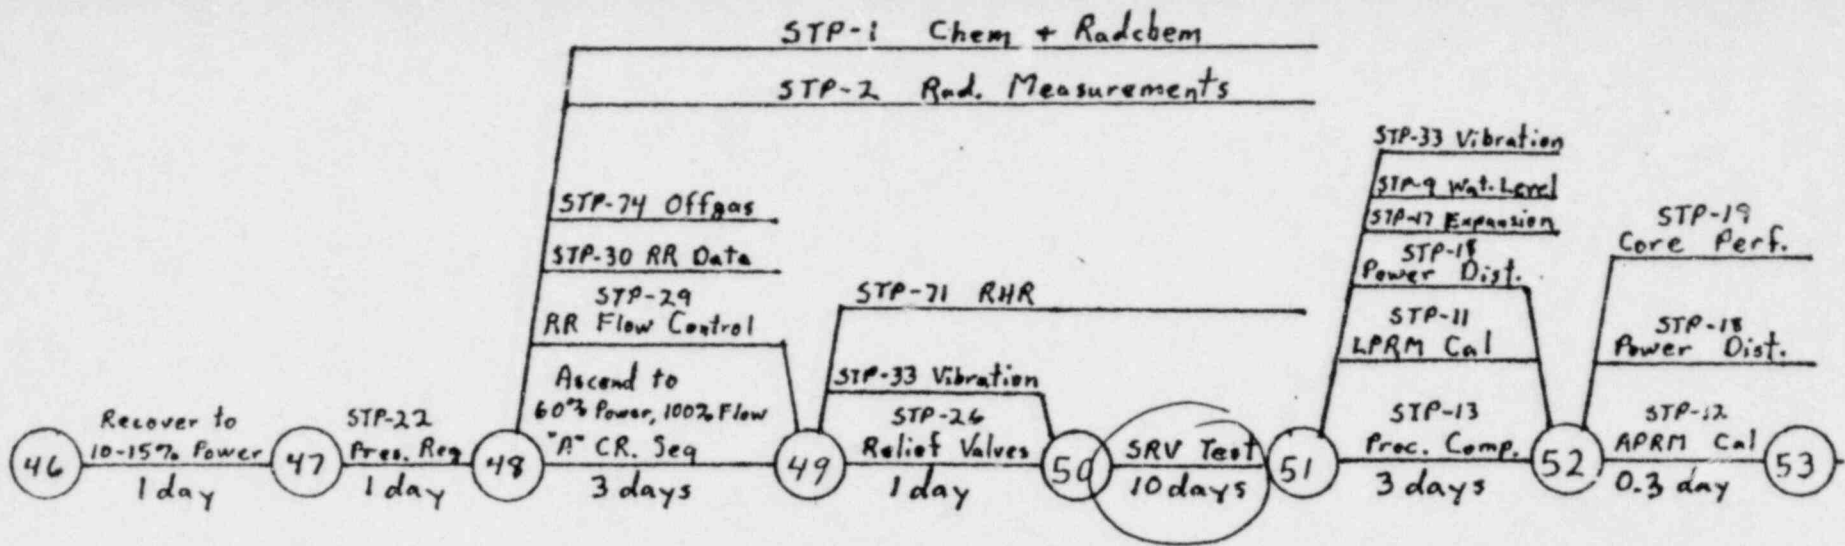 STP-1 Chem + Radchem
STP-2 Rad. Measurements
STP-74 Offgas
STP-30 RR Data
STP-29
RR Flow Control
Ascend to
60% Power, 100% Flow
"A" CR. Seq
3 days
STP-71 RHR
STP-33 Vibration
STP-26
Relief Valves
1 day
STP-33 Vibration
STP-9 Wat. Level
STP-17 Expansion
STP-18
Power Dist.
STP-11
LPRM Cal
STP-13
Proc. Comp.
3 days
STP-19
Core Perf.
STP-18
Power Dist.
STP-12
APRM Cal
0.3 day
Recover to
10-15% Power
1 day
STP-22
Pres. Reg
1 day
SRV Test
10 days
46
47
48
49
50
51
52
53